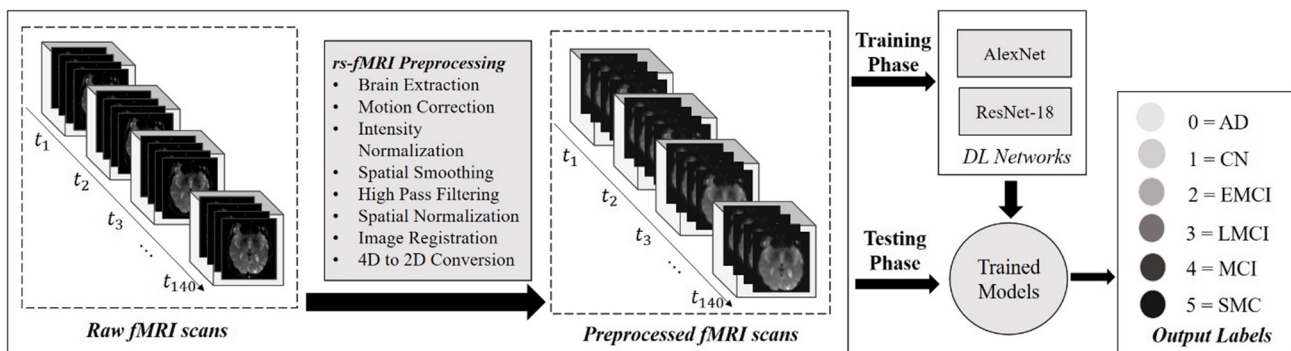 t1
t2
t3
...
t140
Raw fMRI scans
rs-fMRI Preprocessing
• Brain Extraction
• Motion Correction
• Intensity
Normalization
• Spatial Smoothing
• High Pass Filtering
• Spatial Normalization
• Image Registration
• 4D to 2D Conversion
t1
t2
t3
...
t140
Preprocessed fMRI scans
Training
Phase
AlexNet
ResNet-18
DL Networks
Testing
Phase
Trained
Models
0 = AD
1 = CN
2 = EMCI
3 = LMCI
4 = MCI
5 = SMC
Output Labels